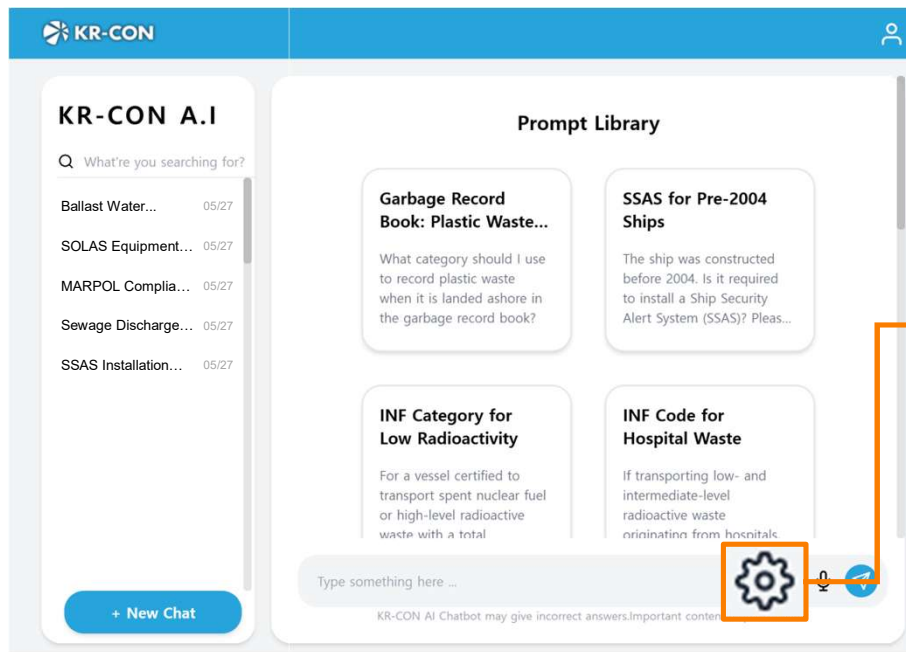 KR-CON
KR-CON A.I
What're you searching for?
Ballast Water... 05/27
SOLAS Equipment... 05/27
MARPOL Complia... 05/27
Sewage Discharge... 05/27
SSAS Installation... 05/27
+ New Chat
Prompt Library
Garbage Record
Book: Plastic Waste...
What category should I use
to record plastic waste
when it is landed ashore in
the garbage record book?
SSAS for Pre-2004
Ships
The ship was constructed
before 2004. Is it required
to install a Ship Security
Alert System (SSAS)? Pleas...
INF Category for
Low Radioactivity
For a vessel certified to
transport spent nuclear fuel
or high-level radioactive
waste with a total
INF Code for
Hospital Waste
If transporting low- and
intermediate-level
radioactive waste
originating from hospitals,
Type something here ...
KR-CON AI Chatbot may give incorrect answers.Important conten